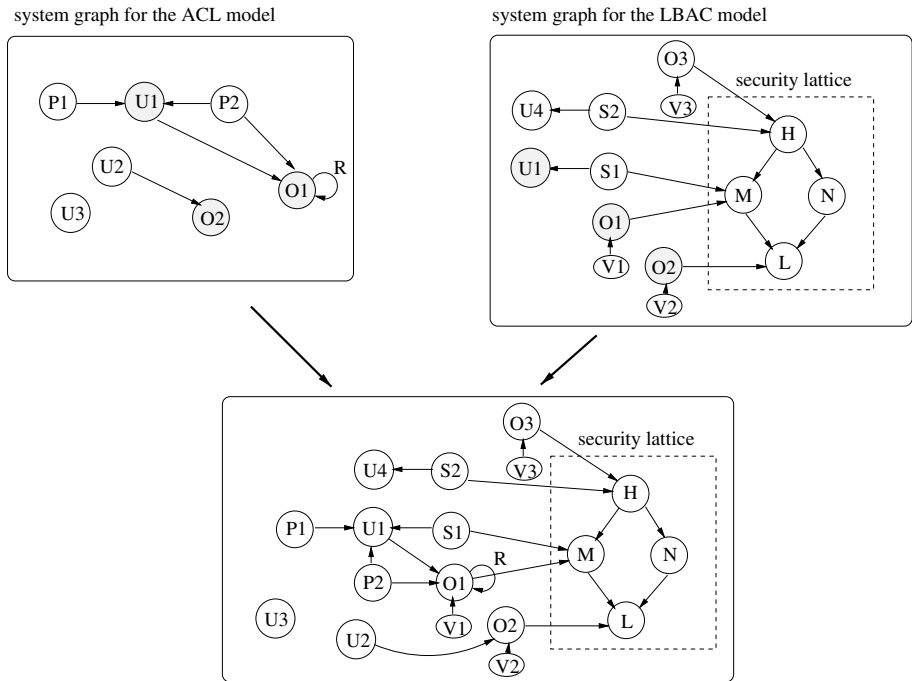 system graph for the ACL model
P1
U1
P2
R
U2
O1
U3
O2
system graph for the LBAC model
O3
security lattice
V3
U4
S2
H
U1
S1
M
N
O1
V1
O2
L
V2
O3
security lattice
V3
U4
S2
H
P1
U1
S1
R
M
N
P2
O1
U3
V1
O2
L
U2
V2